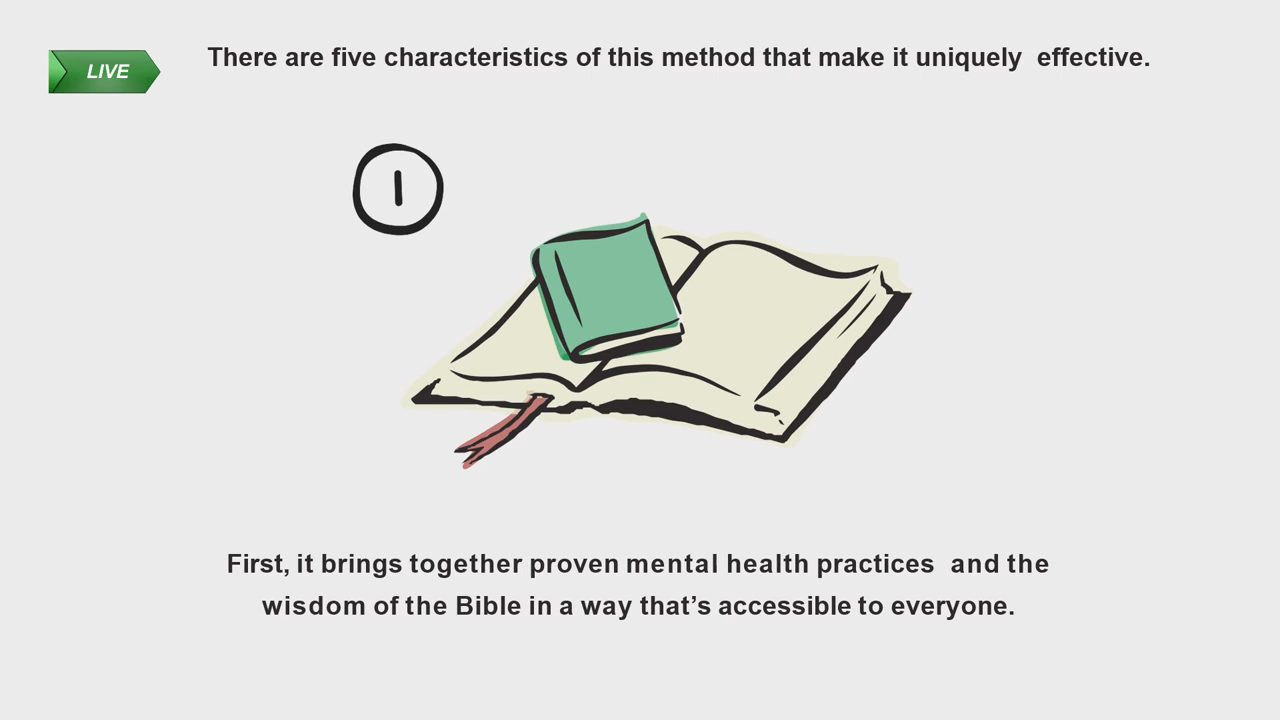 There are five characteristics of this method that make it uniquely effective.
LIVE
1
First, it brings together proven mental health practices and the
wisdom of the Bible in a way that’s accessible to everyone.